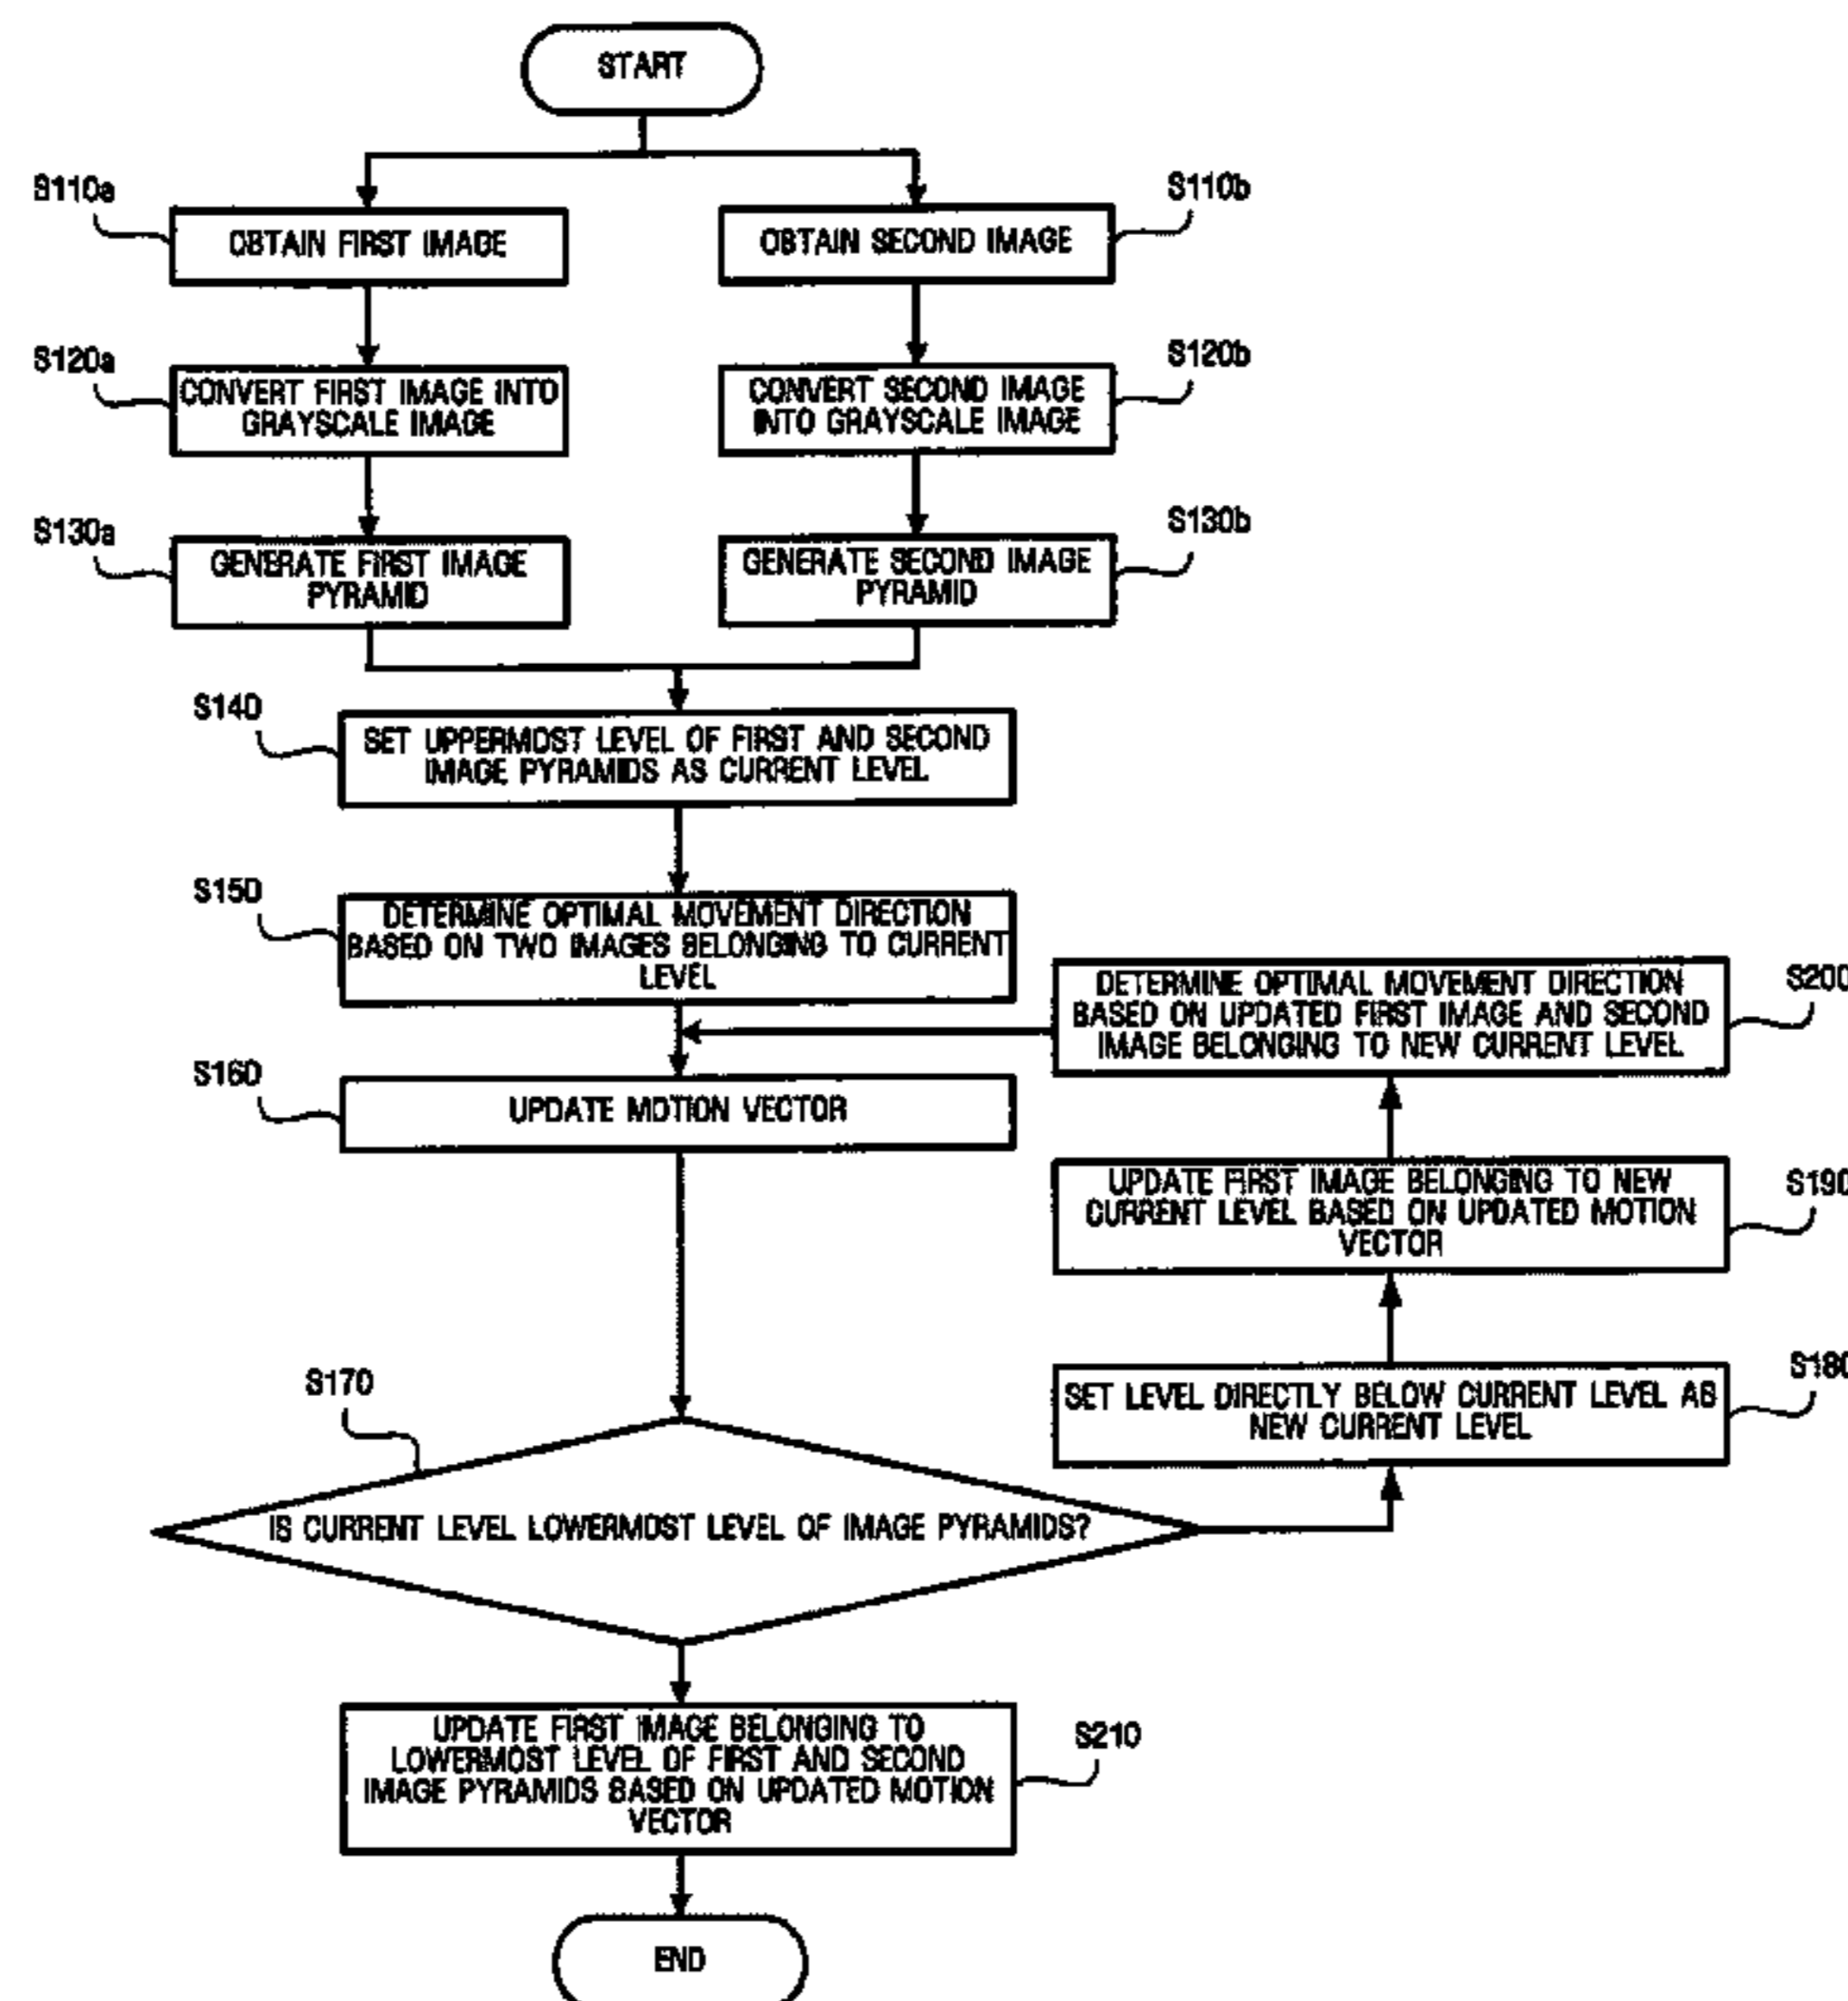 START
S110a
OBTAIN FIRST IMAGE
OBTAIN SECOND IMAGE
S110b
S120a
CONVERT FIRST IMAGE INTO
GRAYSCALE IMAGE
CONVERT SECOND IMAGE
INTO GRAYSCALE IMAGE
S120b
S130a
GENERATE FIRST IMAGE
PYRAMID
GENERATE SECOND IMAGE
PYRAMID
S130b
S140
SET UPPERMOST LEVEL OF FIRST AND SECOND
IMAGE PYRAMIDS AS CURRENT LEVEL
S150
DETERMINE OPTIMAL MOVEMENT DIRECTION
BASED ON TWO IMAGES BELONGING TO CURRENT
LEVEL
DETERMINE OPTIMAL MOVEMENT DIRECTION
BASED ON UPDATED FIRST IMAGE AND SECOND
IMAGE BELONGING TO NEW CURRENT LEVEL
S200
S160
UPDATE MOTION VECTOR
UPDATE FIRST IMAGE BELONGING TO NEW
CURRENT LEVEL BASED ON UPDATED MOTION
VECTOR
S190
SET LEVEL DIRECTLY BELOW CURRENT LEVEL AS
NEW CURRENT LEVEL
S180
S170
IS CURRENT LEVEL LOWERMOST LEVEL OF IMAGE PYRAMIDS?
UPDATE FIRST IMAGE BELONGING TO
LOWERMOST LEVEL OF FIRST AND SECOND
IMAGE PYRAMIDS BASED ON UPDATED MOTION
VECTOR
S210
END